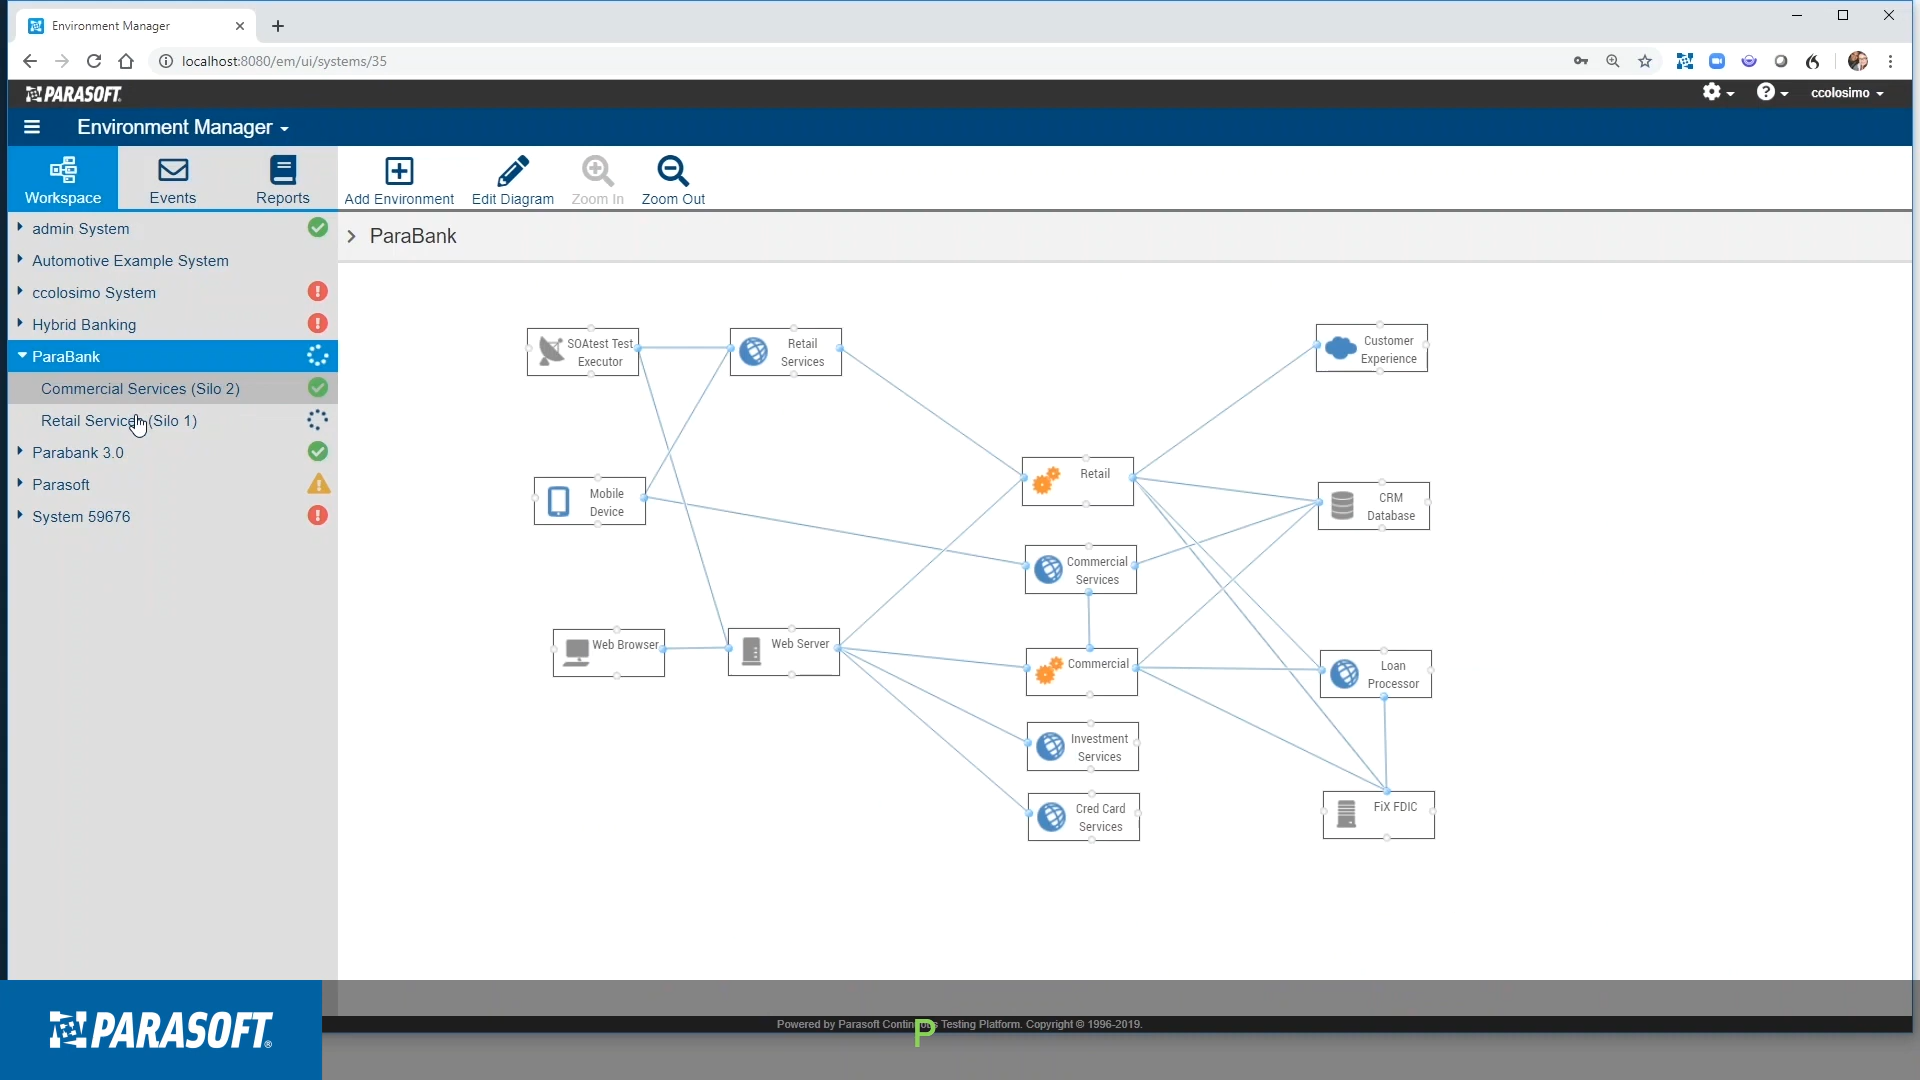 Environment Manager
localhost:8080/em/ui/systems/35
PARASOFT
ccolosimo
Environment Manager
Workspace
Events
Reports
Add Environment
Edit Diagram
Zoom In
Zoom Out
admin System
Automotive Example System
ccolosimo System
Hybrid Banking
ParaBank
Commercial Services (Silo 2)
Retail Services (Silo 1)
Parabank 3.0
Parasoft
System 59676
ParaBank
SOAtest Test
Executor
Retail
Services
Customer
Experience
Mobile
Device
Retail
CRM
Database
Commercial
Services
Web Browser
Web Server
Commercial
Loan
Processor
Investment
Services
Cred Card
Services
FiX FDIC
Powered by Parasoft Continuous Testing Platform. Copyright © 1996-2019.
P
PARASOFT®